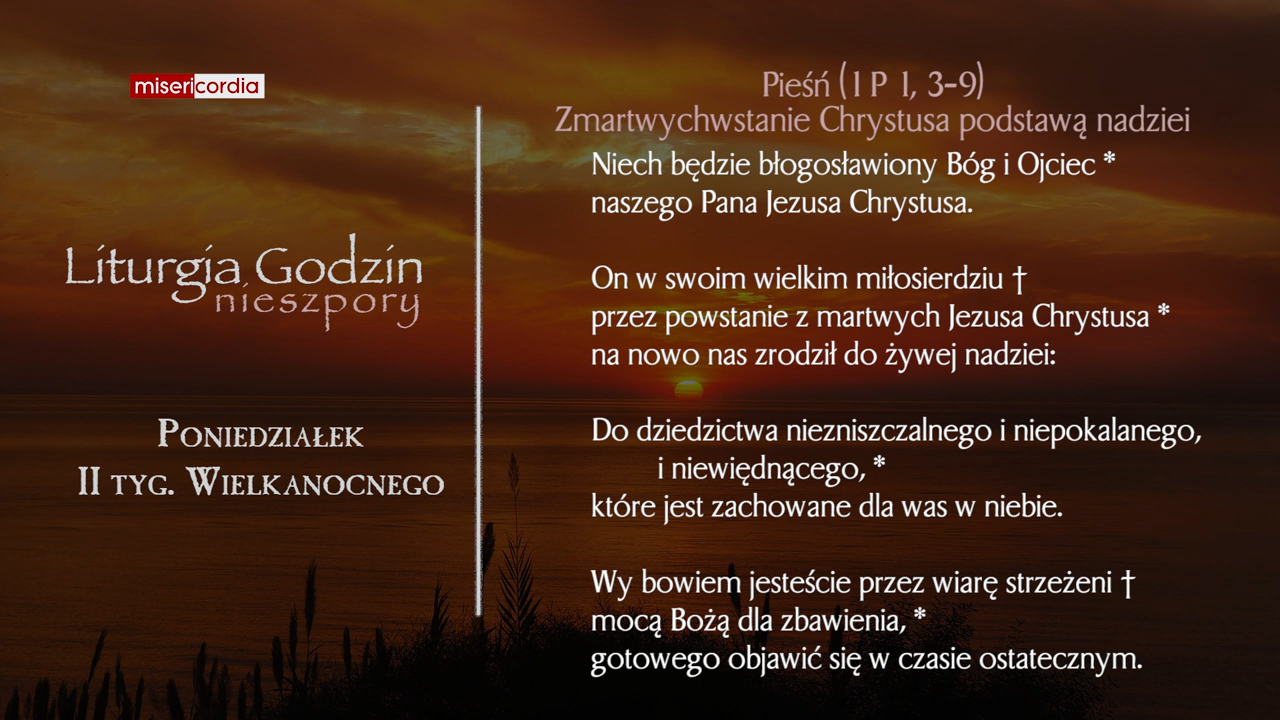 misericordia
Liturgia Godzin
nieszpory
Poniedziałek
II tyg. Wielkanocnego
Pieśń (1 P 1, 3-9)
Zmartwychwstanie Chrystusa podstawą nadziei
Niech będzie błogosławiony Bóg i Ojciec *
naszego Pana Jezusa Chrystusa.
On w swoim wielkim miłosierdziu †
przez powstanie z martwych Jezusa Chrystusa *
na nowo nas zrodził do żywej nadziei:
Do dziedzictwa niezniszczalnego i niepokalanego,
i niewiędnącego, *
które jest zachowane dla was w niebie.
Wy bowiem jesteście przez wiarę strzeżeni †
mocą Bożą dla zbawienia, *
gotowego objawić się w czasie ostatecznym.